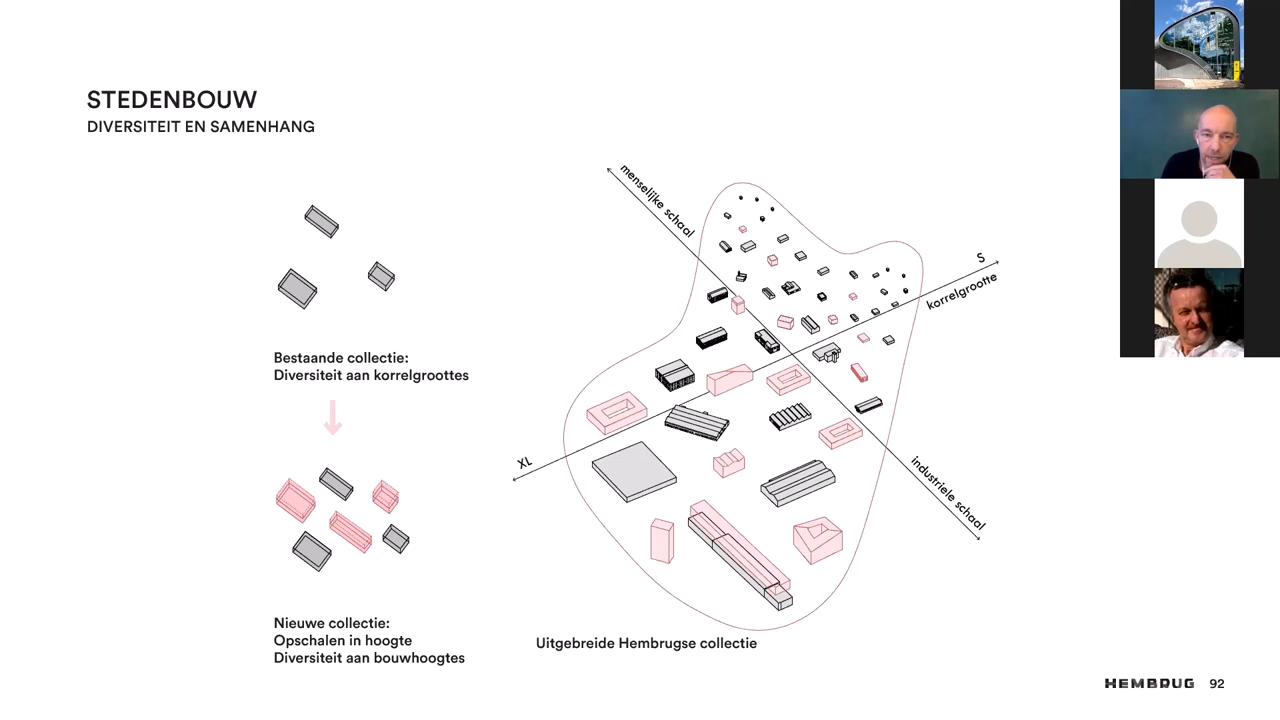 STEDENBOUW
DIVERSITEIT EN SAMENHANG
menselijke schaal
S
korrelgrootte
Bestaande collectie:
Diversiteit aan korrelgroottes
XL
industriele schaal
Nieuwe collectie:
Opschalen in hoogte
Diversiteit aan bouwhoogtes
Uitgebreide Hembrugse collectie
HEMBRUG 92